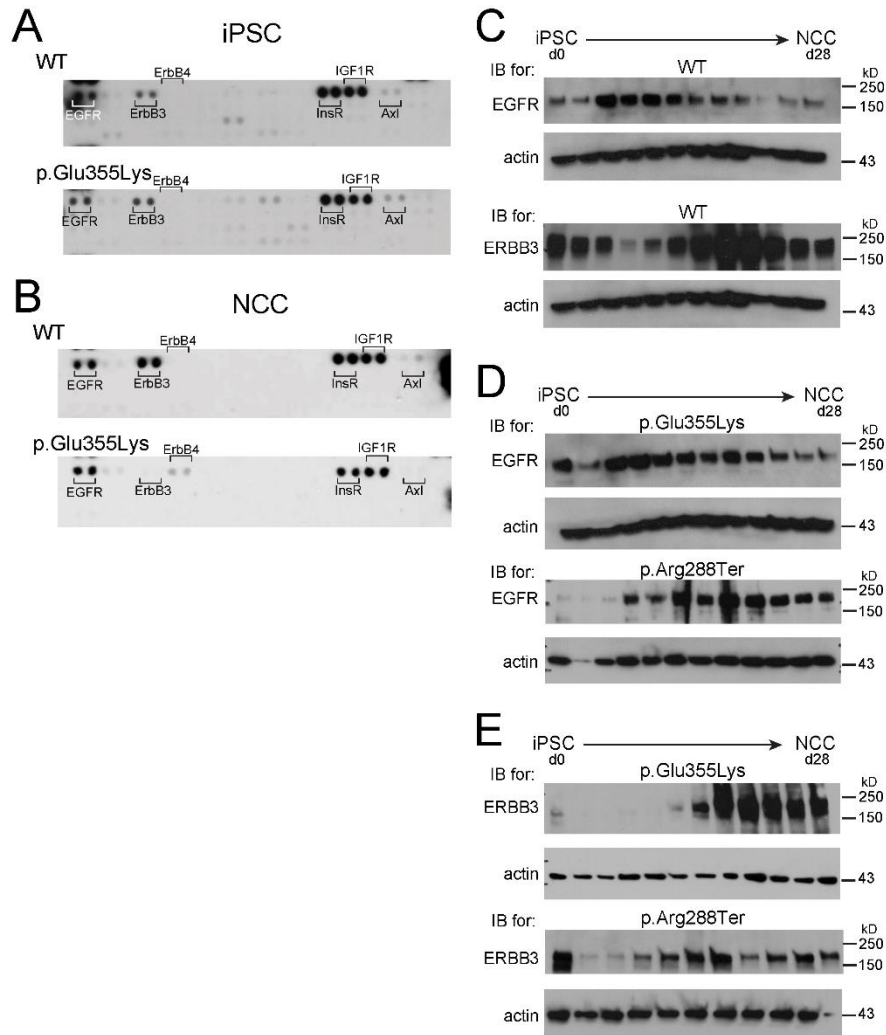 A
iPSC
WT
ErbB4
IGF1R
EGFR
ErbB3
InsR
Axl
p.Glu355Lys
ErbB4
IGF1R
EGFR
ErbB3
InsR
Axl
B
NCC
WT
ErbB4
IGF1R
EGFR
ErbB3
InsR
Axl
p.Glu355Lys
ErbB4
IGF1R
EGFR
ErbB3
InsR
Axl
C
iPSC
d0
NCC
d28
IB for:
WT
kD
EGFR
250
150
actin
43
IB for:
WT
kD
ERBB3
250
150
actin
43
D
iPSC
d0
NCC
d28
IB for:
p.Glu355Lys
kD
EGFR
250
150
actin
43
IB for:
p.Arg288Ter
kD
EGFR
250
150
actin
43
E
iPSC
d0
NCC
d28
IB for:
p.Glu355Lys
kD
ERBB3
250
150
actin
43
IB for:
p.Arg288Ter
kD
ERBB3
250
150
actin
43